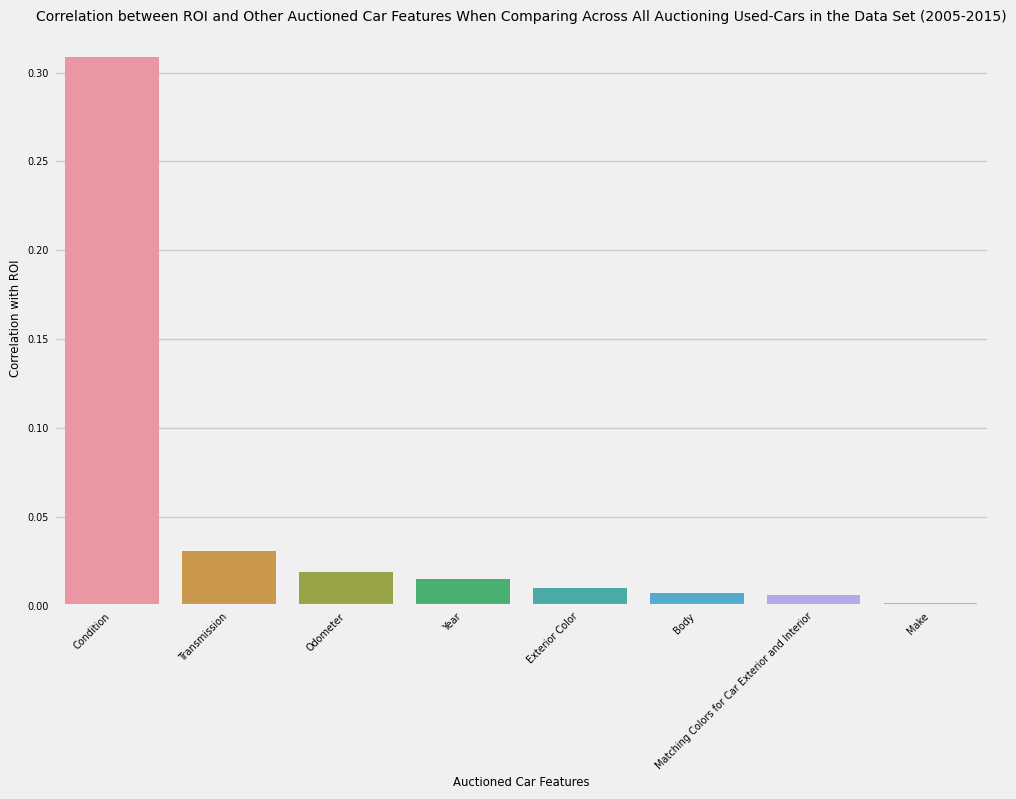 Correlation between ROI and Other Auctioned Car Features When Comparing Across All Auctioning Used-Cars in the Data Set (2005-2015)
0.30
0.25
0.20
0.15
0.10
0.05
0.00
Correlation with ROI
Condition
Transmission
Odometer
Year
Exterior Color
Body
Matching Colors for Car Exterior and Interior
Make
Auctioned Car Features